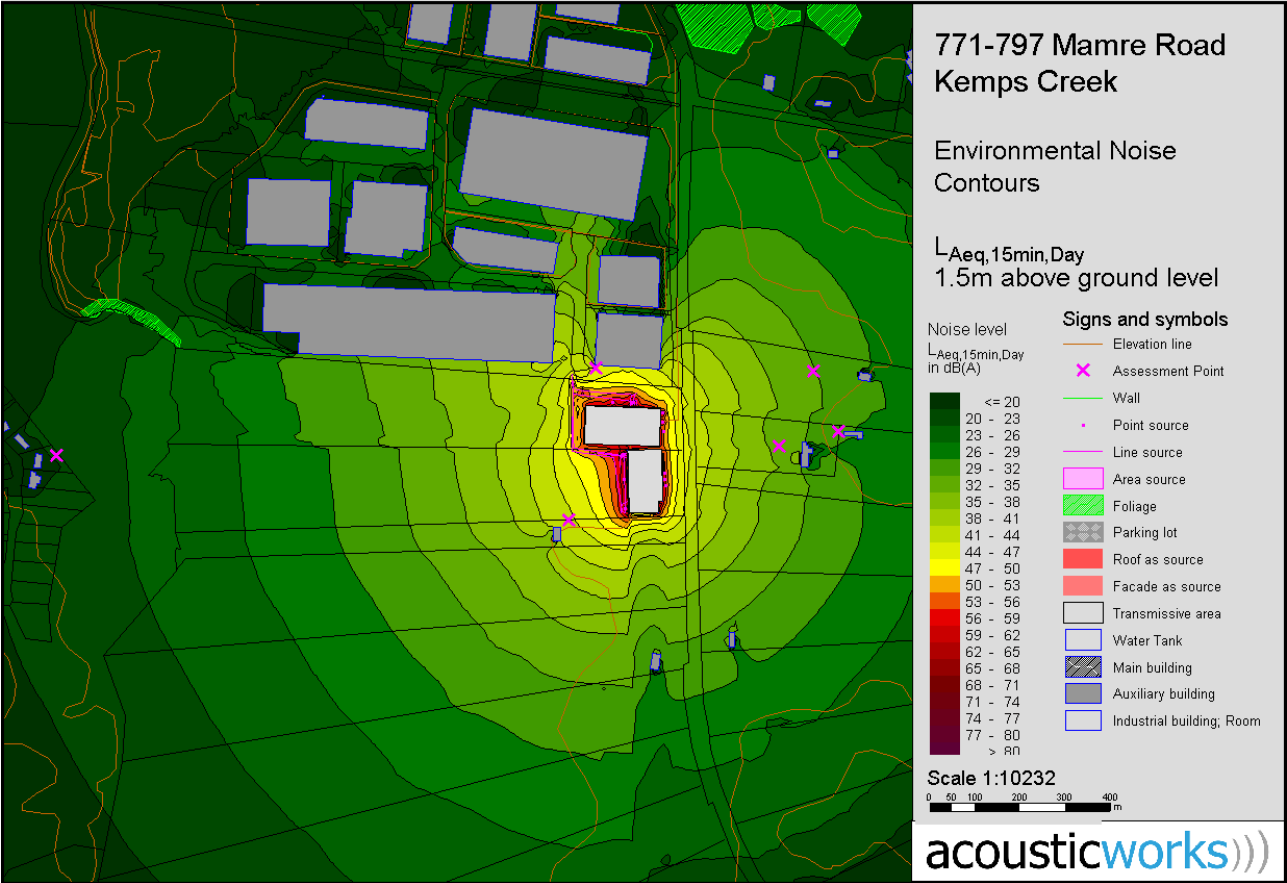 771-797 Mamre Road
Kemps Creek
Environmental Noise
Contours
LAeq,15min,Day
1.5m above ground level
Noise level
LAeq,15min,Day
in dB(A)
<= 20
20 - 23
23 - 26
26 - 29
29 - 32
32 - 35
35 - 38
38 - 41
41 - 44
44 - 47
47 - 50
50 - 53
53 - 56
56 - 59
59 - 62
62 - 65
65 - 68
68 - 71
71 - 74
74 - 77
77 - 80
> 80
Signs and symbols
Elevation line
Assessment Point
Wall
Point source
Line source
Area source
Foliage
Parking lot
Roof as source
Facade as source
Transmissive area
Water Tank
Main building
Auxiliary building
Industrial building; Room
Scale 1:10232
0 50 100 200 300 400
m
acousticworks)))